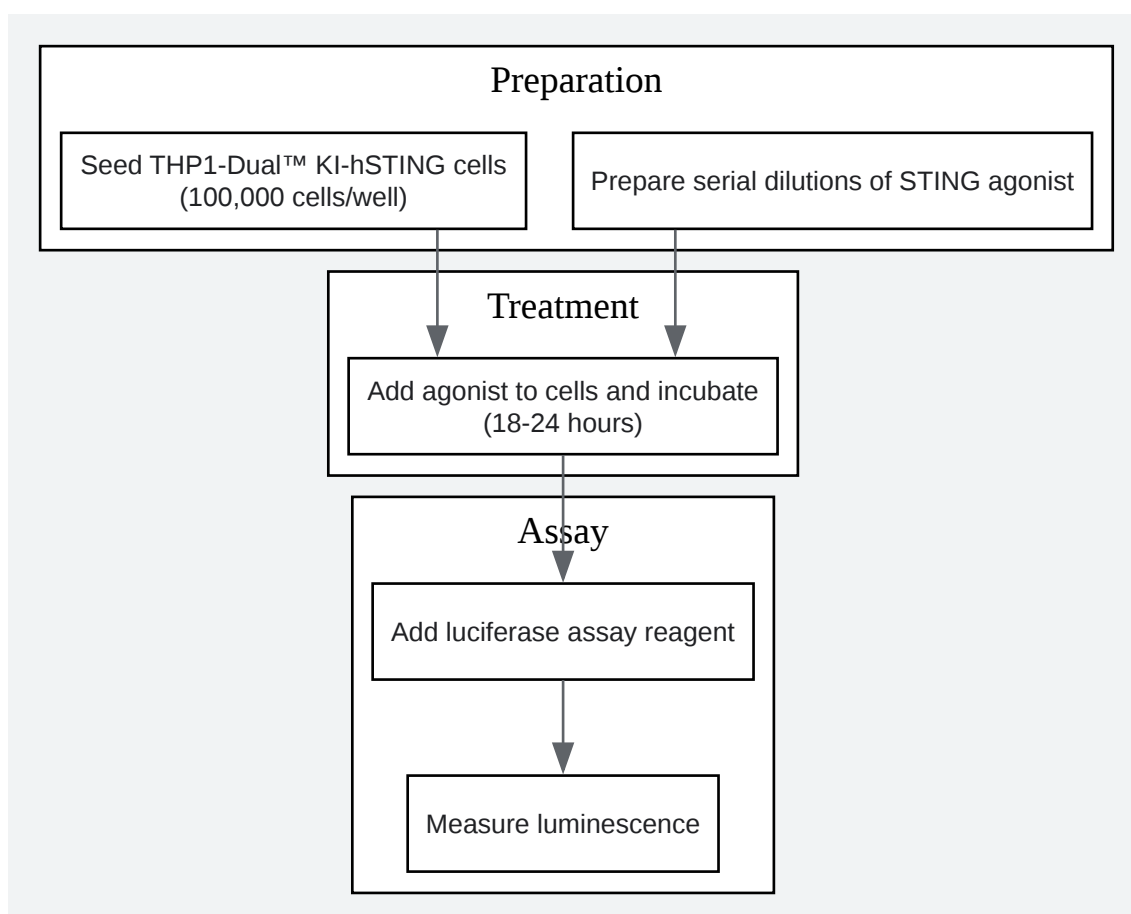 Preparation
Seed THP1-Dual™ KI-hSTING cells
(100,000 cells/well)
Prepare serial dilutions of STING agonist
Treatment
Add agonist to cells and incubate
(18-24 hours)
Assay
Add luciferase assay reagent
Measure luminescence